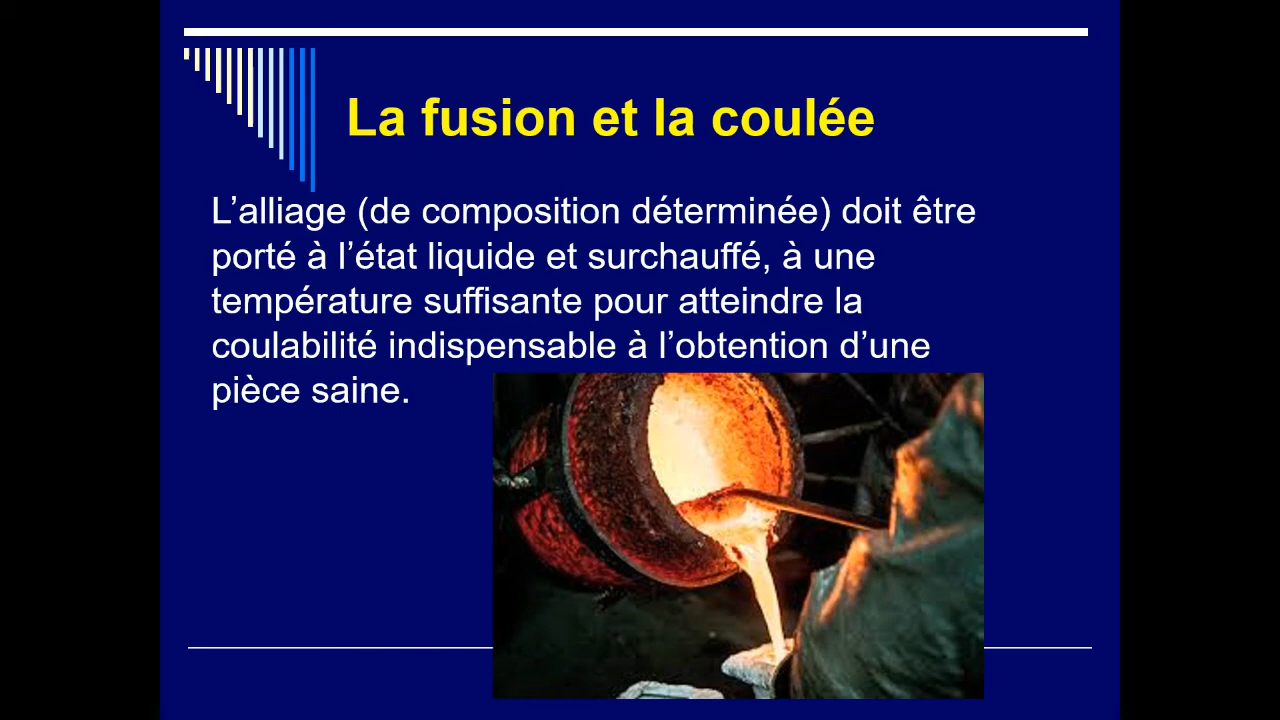 La fusion et la coulée
L’alliage (de composition déterminée) doit être
porté à l’état liquide et surchauffé, à une
température suffisante pour atteindre la
coulabilité indispensable à l’obtention d’une
pièce saine.